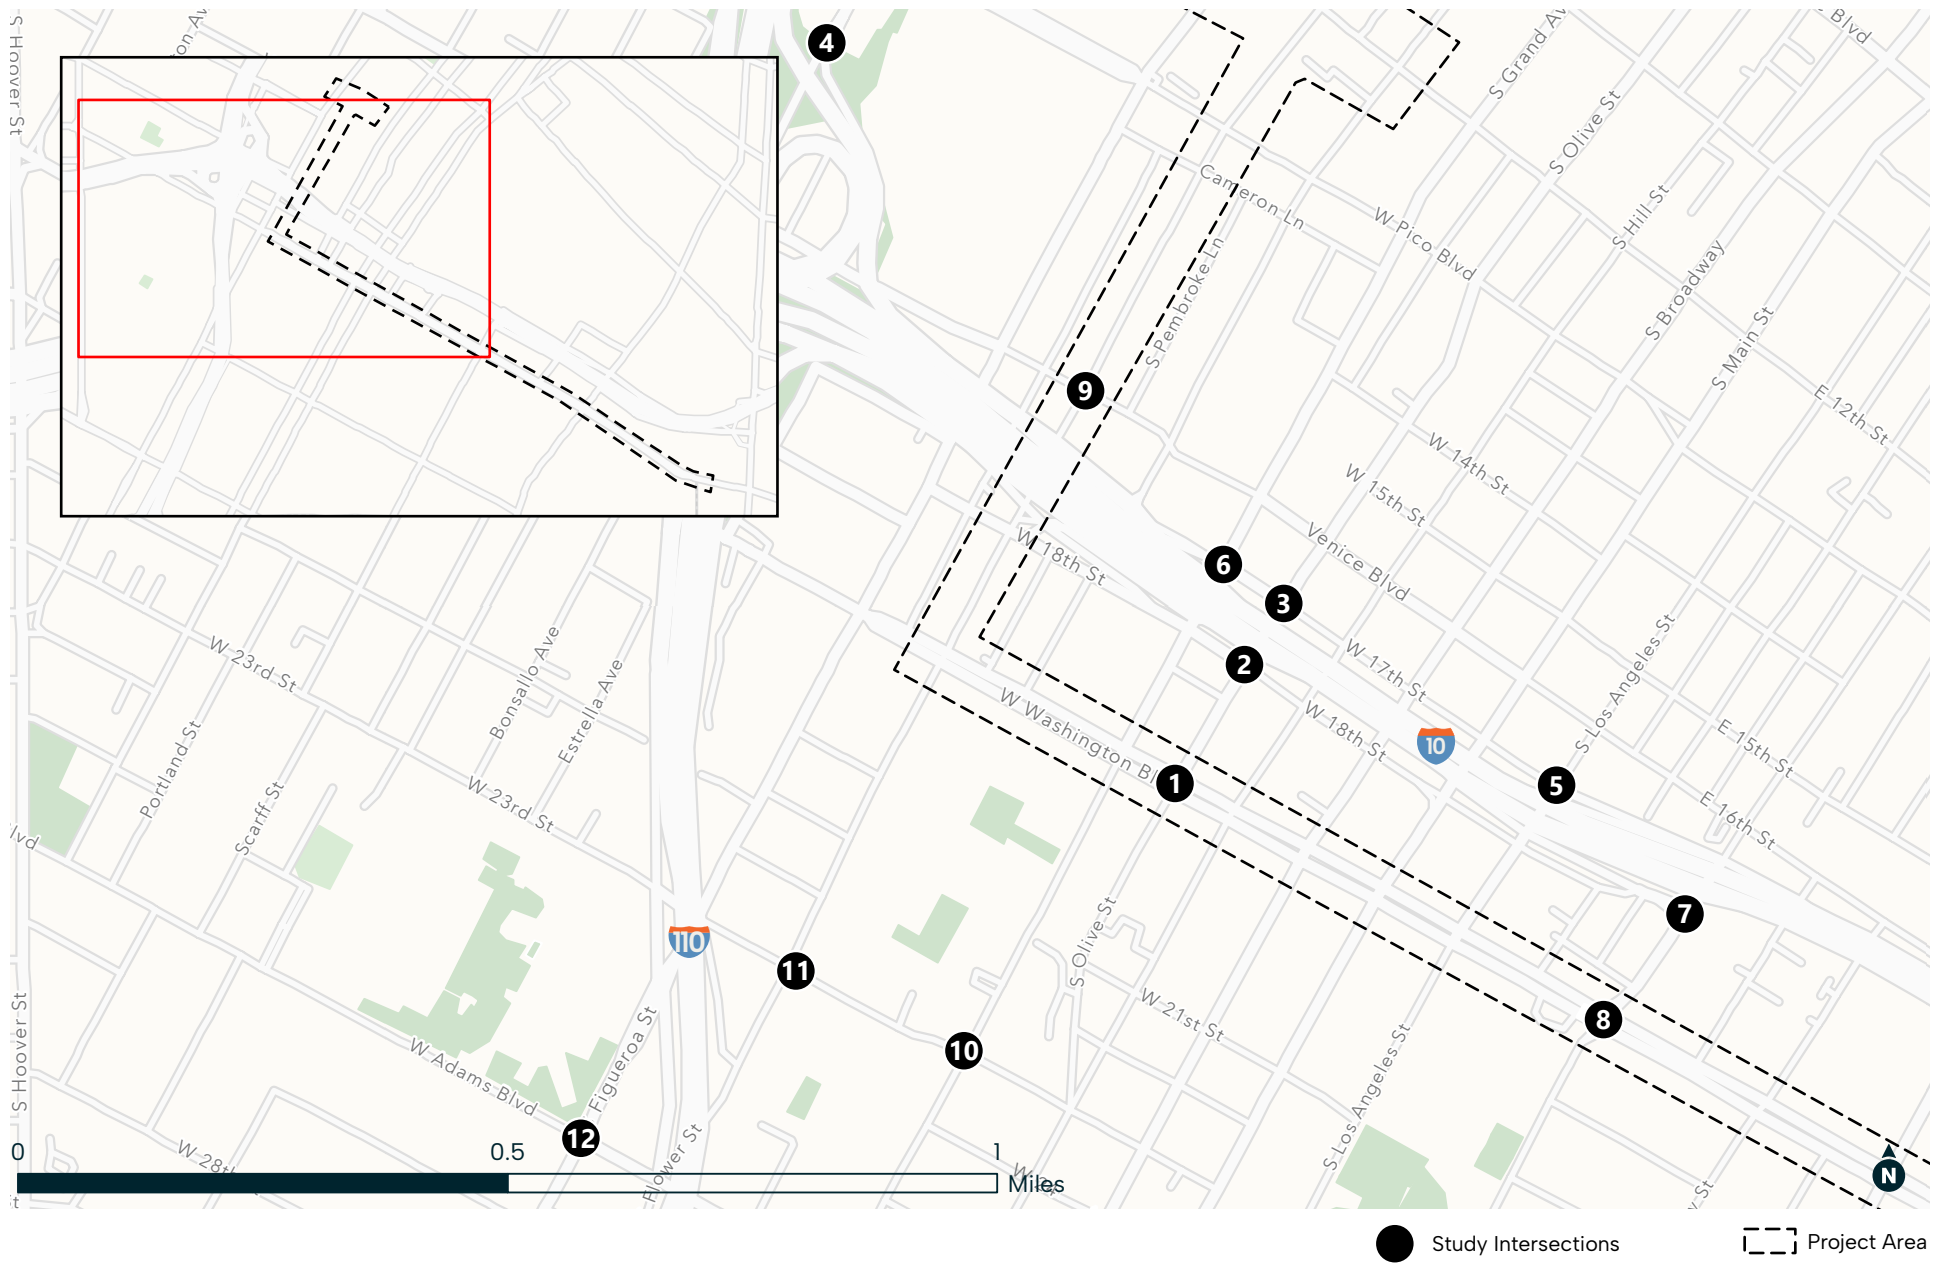 S Hoover St
4
S Grand Av
Blvd
S Olive St
Cameron Ln
W Pico Blvd
S Hill St
S Broadway
S Pembroke Ln
S Main St
9
E 12th St
W 14th St
W 15th St
Venice Blvd
W 18th St
6
3
2
W 17th St
S Los Angeles St
W 23rd St
Bonsallo Ave
Estrella Ave
W Washington B
W 18th St
10
E 15th St
1
5
E 16th St
Portland St
Scarff St
W 23rd St
lvd
7
S Olive St
110
11
W 21st St
8
10
S Hoover St
W Adams Blvd
Figueroa St
S Los Angeles St
12
Flower St
W 28th
0 0.5 1
Miles
N
Study Intersections
Project Area